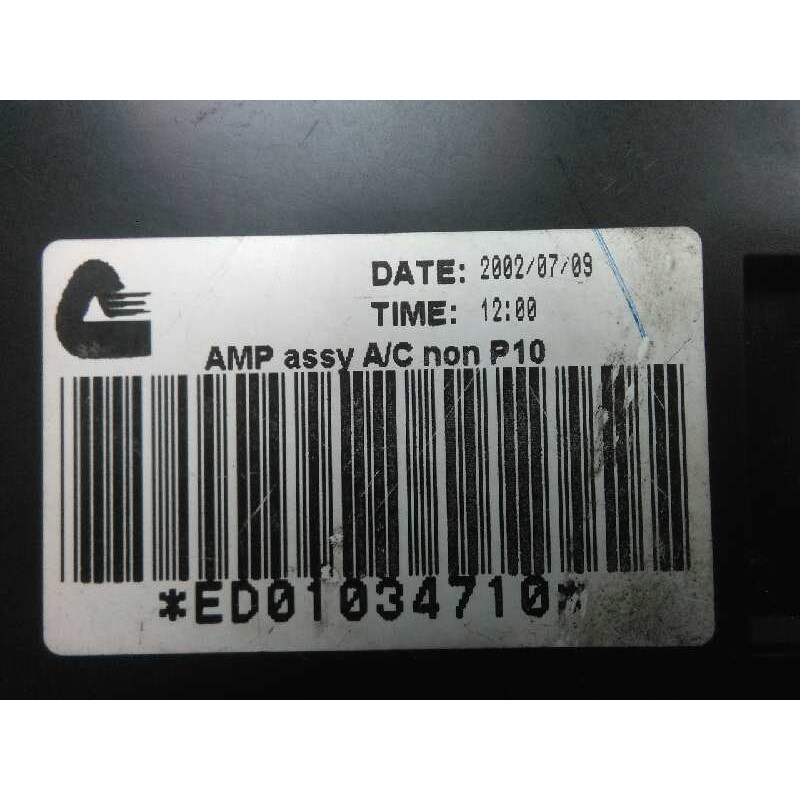 DATE: 2002/07/09
TIME: 12:00
AMP assy A/C non P10
*ED01034710*